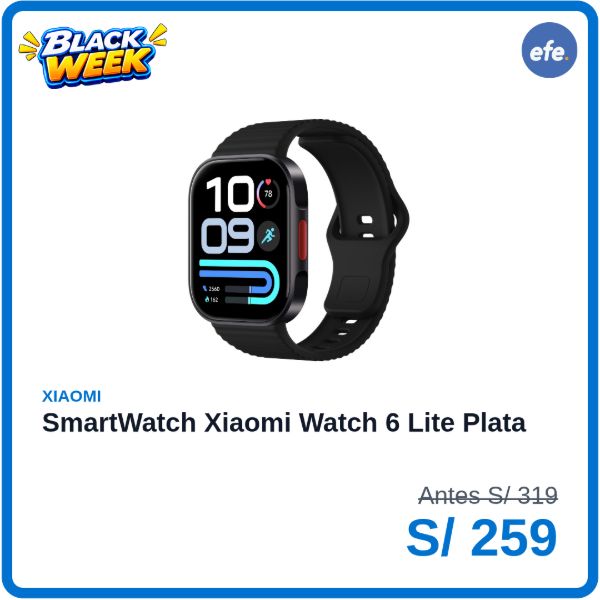 BLACK
WEEK
efe.
10
78
09
2560
162
XIAOMI
SmartWatch Xiaomi Watch 6 Lite Plata
Antes S/ 319
S/ 259